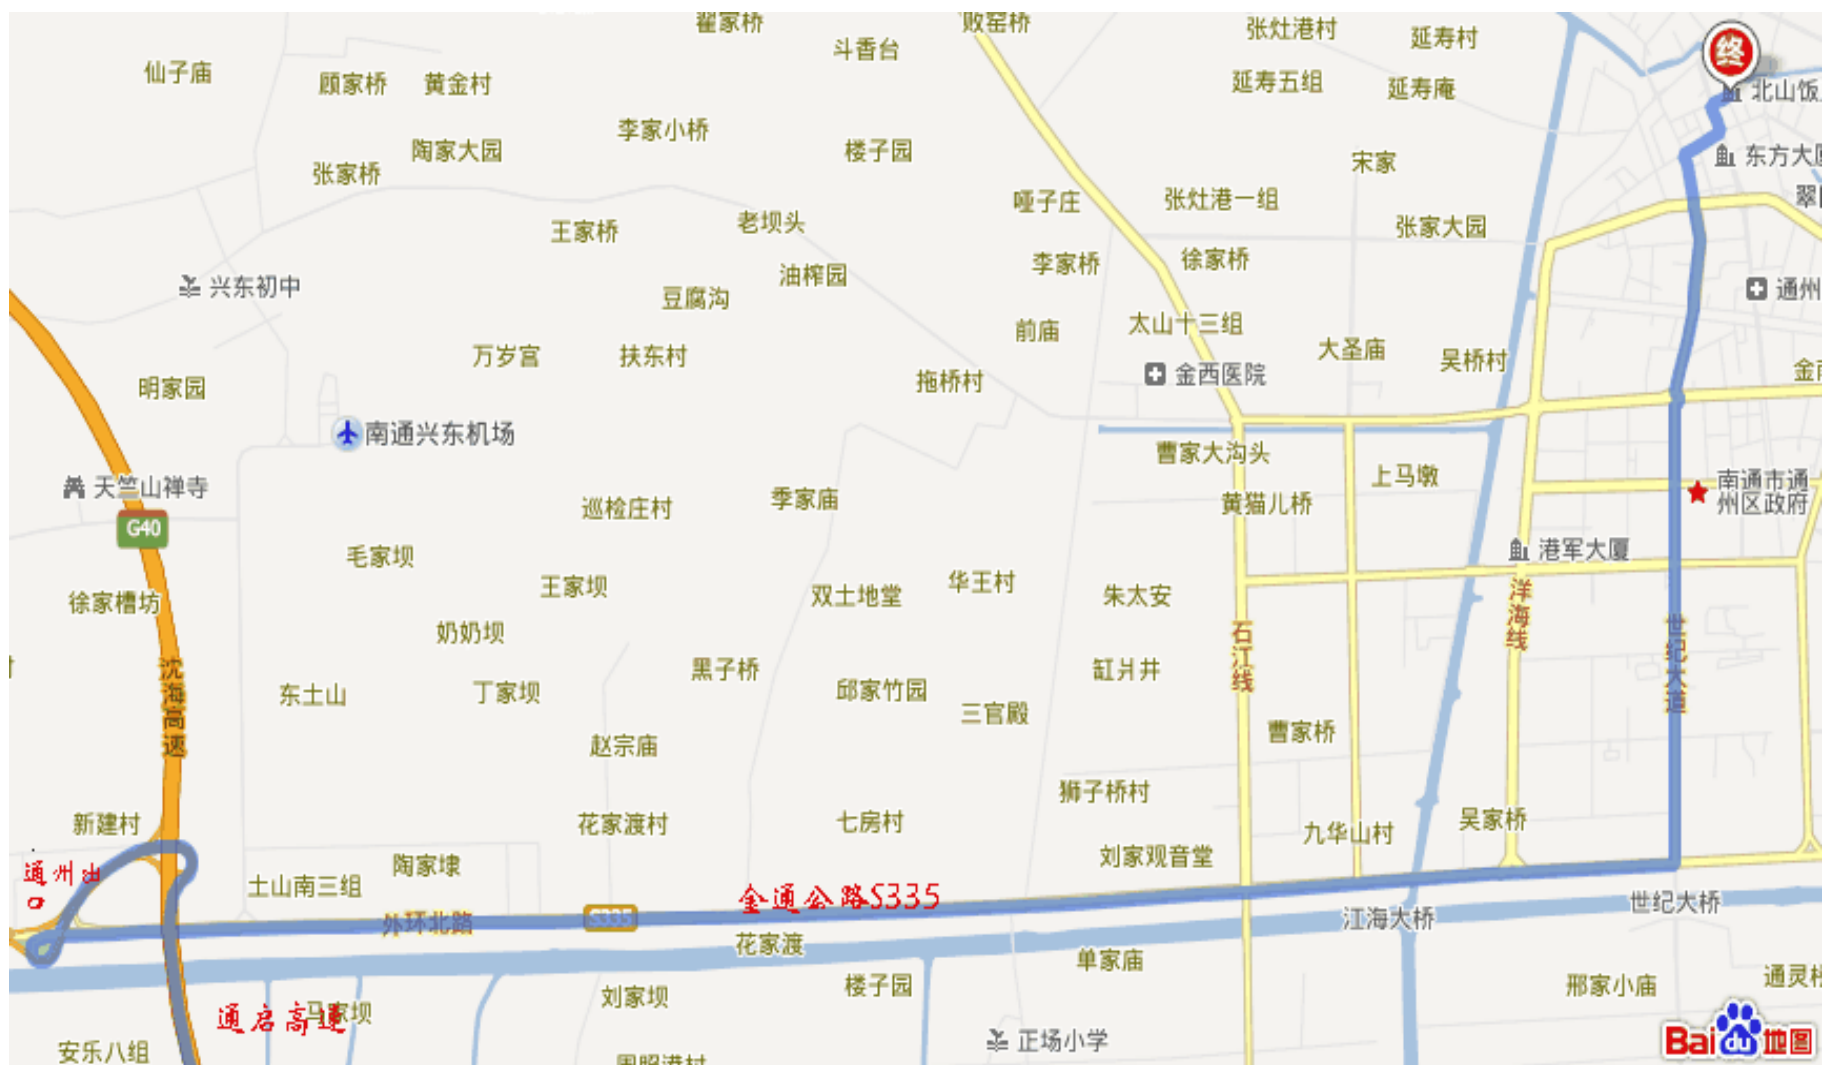 翟家桥
败窑桥
张灶港村
延寿村
斗香台
终
仙子庙
顾家桥
黄金村
延寿五组
延寿庵
北山饭
李家小桥
陶家大园
楼子园
宋家
东方大厦
张家桥
哑子庄
张灶港一组
张家大园
翠
王家桥
老坝头
李家桥
徐家桥
兴东初中
油榨园
豆腐沟
通州
前庙
太山十三组
万岁宫
扶东村
大圣庙
吴桥村
明家园
拖桥村
金西医院
金
南通兴东机场
曹家大沟头
上马墩
天竺山禅寺
巡检庄村
季家庙
黄猫儿桥
南通市通
州区政府
G40
毛家坝
港军大厦
徐家槽坊
王家坝
双土地堂
华王村
朱太安
洋海线
奶奶坝
石江线
世纪大道
村
沈海高速
东土山
丁家坝
黑子桥
邱家竹园
缸爿井
三官殿
赵宗庙
曹家桥
狮子桥村
新建村
花家渡村
七房村
九华山村
吴家桥
通州出
口
陶家埭
刘家观音堂
土山南三组
金通公路S335
外环北路
S335
江海大桥
世纪大桥
花家渡
单家庙
楼子园
邢家小庙
通灵桥
刘家坝
通启高速
马家坝
安乐八组
正场小学
Bai du 地图